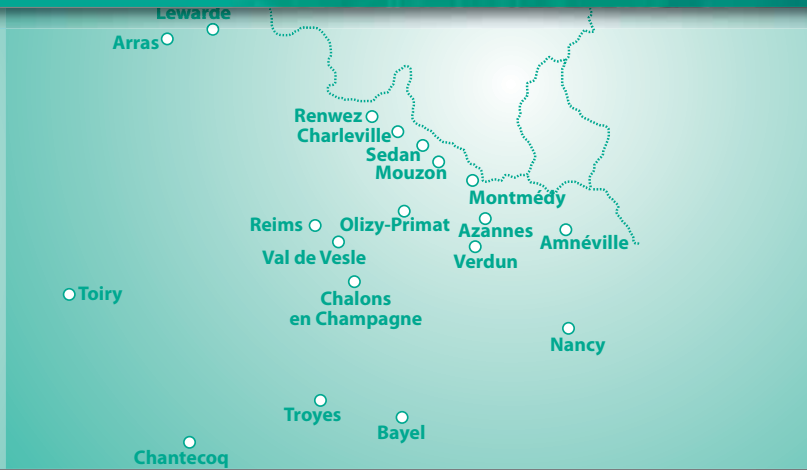 Lewarde
Arras
Renwez
Charleville
Sedan
Mouzon
Montmédy
Reims
Olizy-Primat
Azannes
Amnéville
Val de Vesle
Verdun
Toiry
Chalons
en Champagne
Nancy
Troyes
Bayel
Chantecoq